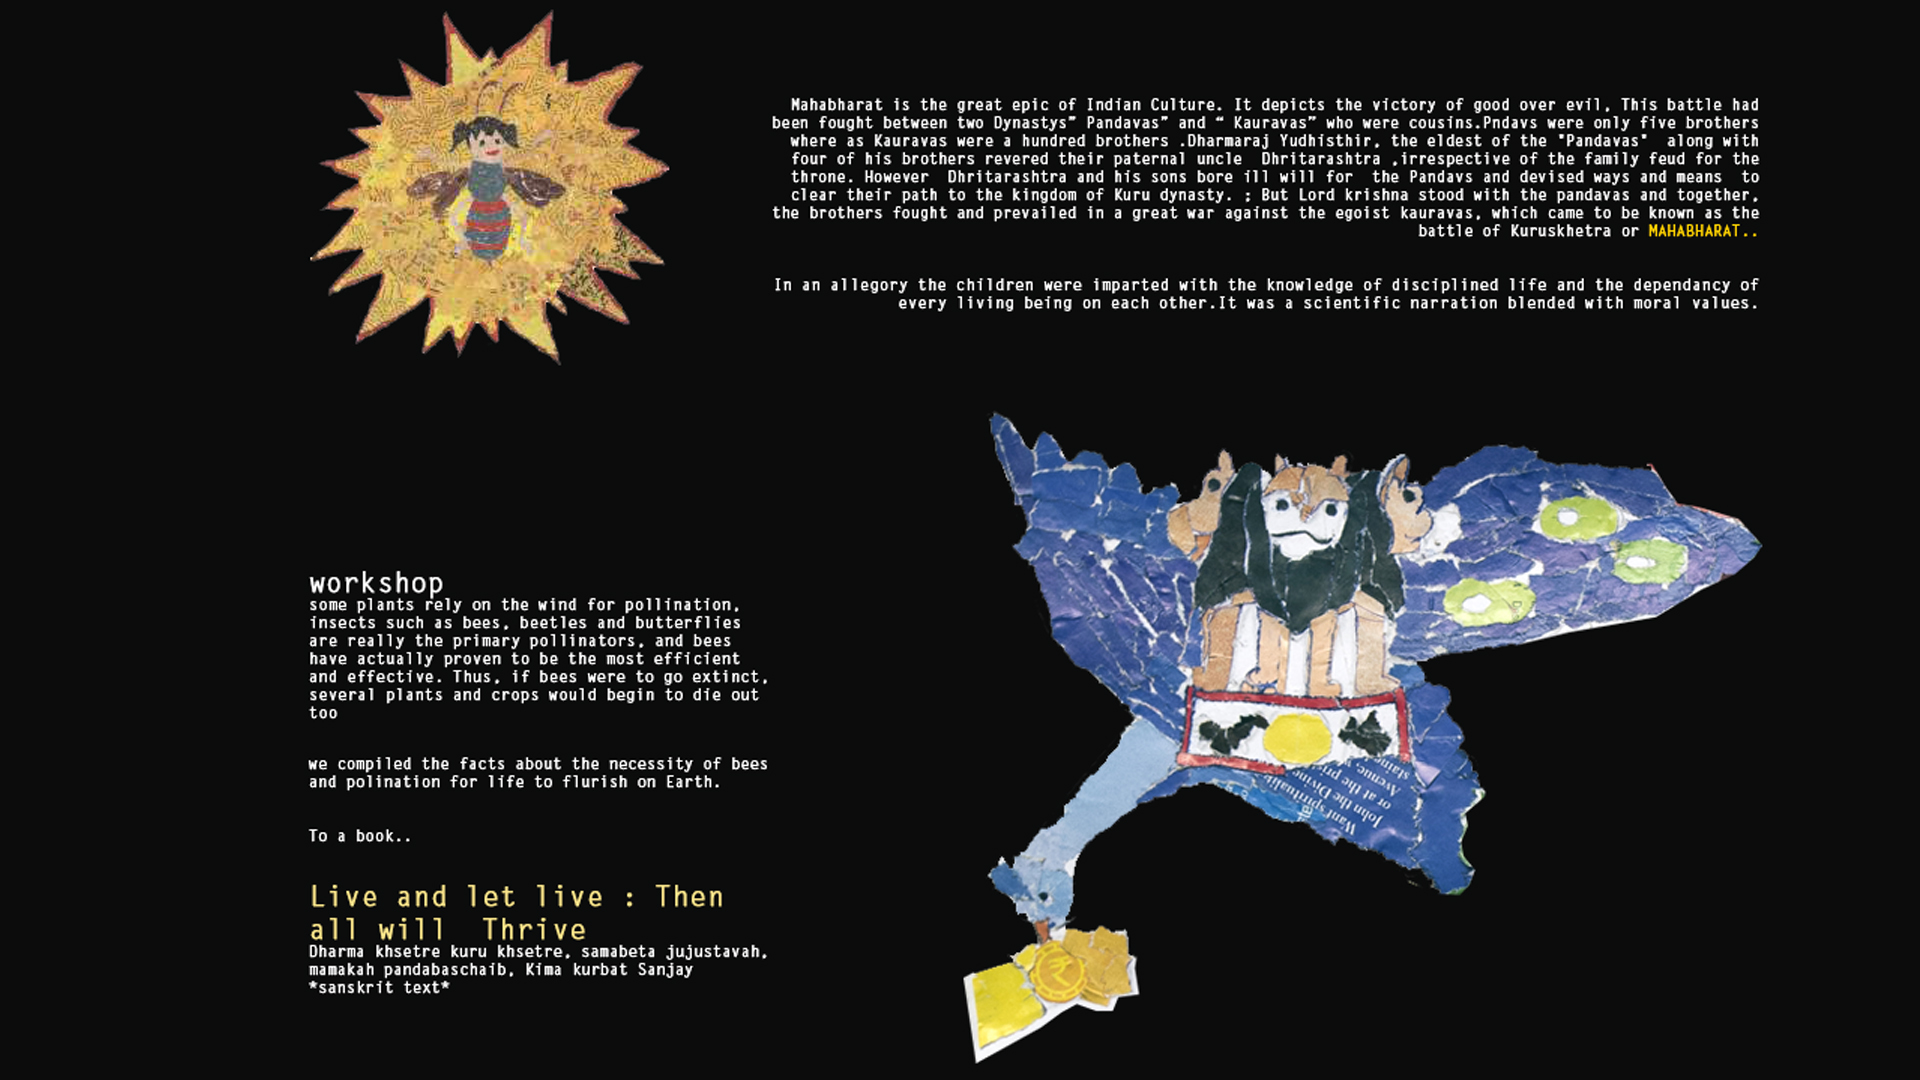 Mahabharat is the great epic of Indian Culture. It depicts the victory of good over evil, This battle had
been fought between two Dynastys” Pandavas” and “ Kauravas” who were cousins.Pndavs were only five brothers
where as Kauravas were a hundred brothers .Dharmaraj Yudhisthir, the eldest of the "Pandavas"  along with
four of his brothers revered their paternal uncle  Dhritarashtra ,irrespective of the family feud for the
throne. However  Dhritarashtra and his sons bore ill will for  the Pandavs and devised ways and means  to
clear their path to the kingdom of Kuru dynasty. ; But Lord krishna stood with the pandavas and together,
the brothers fought and prevailed in a great war against the egoist kauravas, which came to be known as the
battle of Kuruskhetra or MAHABHARAT..
In an allegory the children were imparted with the knowledge of disciplined life and the dependancy of
every living being on each other.It was a scientific narration blended with moral values.
workshop
some plants rely on the wind for pollination,
insects such as bees, beetles and butterflies
are really the primary pollinators, and bees
have actually proven to be the most efficient
and effective. Thus, if bees were to go extinct,
several plants and crops would begin to die out
too
we compiled the facts about the necessity of bees
and polination for life to flurish on Earth.
To a book..
Live and let live : Then
all will  Thrive
Dharma khsetre kuru khsetre, samabeta jujustavah,
mamakah pandabaschaib, Kima kurbat Sanjay
*sanskrit text*
Want spirituali
John the Divine
or at the pri
Avenue
₹